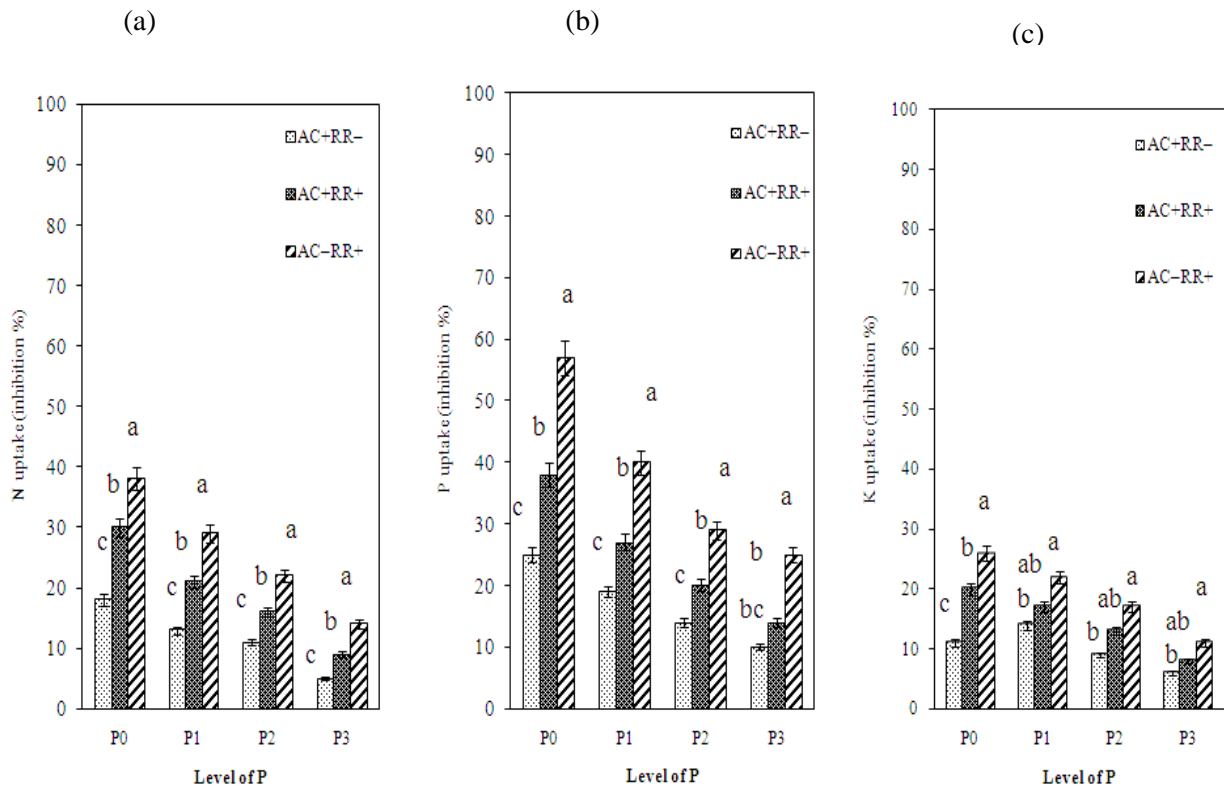 (a)
100
90
80
70
60
50
40
30
20
10
0
N uptake (inhibition %)
AC+RR–
AC+RR+
AC–RR+
c b a
c b a
c b a
c b a
P0 P1 P2 P3
Level of P
(b)
100
90
80
70
60
50
40
30
20
10
0
P uptake (inhibition %)
AC+RR–
AC+RR+
AC–RR+
c b a
c b a
c b a
bc b a
P0 P1 P2 P3
Level of P
(c)
100
90
80
70
60
50
40
30
20
10
0
K uptake (inhibition %)
AC+RR–
AC+RR+
AC–RR+
c b a
b ab a
b ab a
b ab a
P0 P1 P2 P3
Level of P